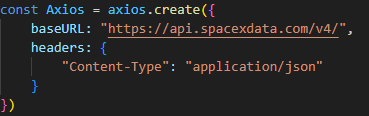 const Axios = axios.create({
    baseURL: "https://api.spacexdata.com/v4/",
    headers: {
        "Content-Type": "application/json"
    }
})